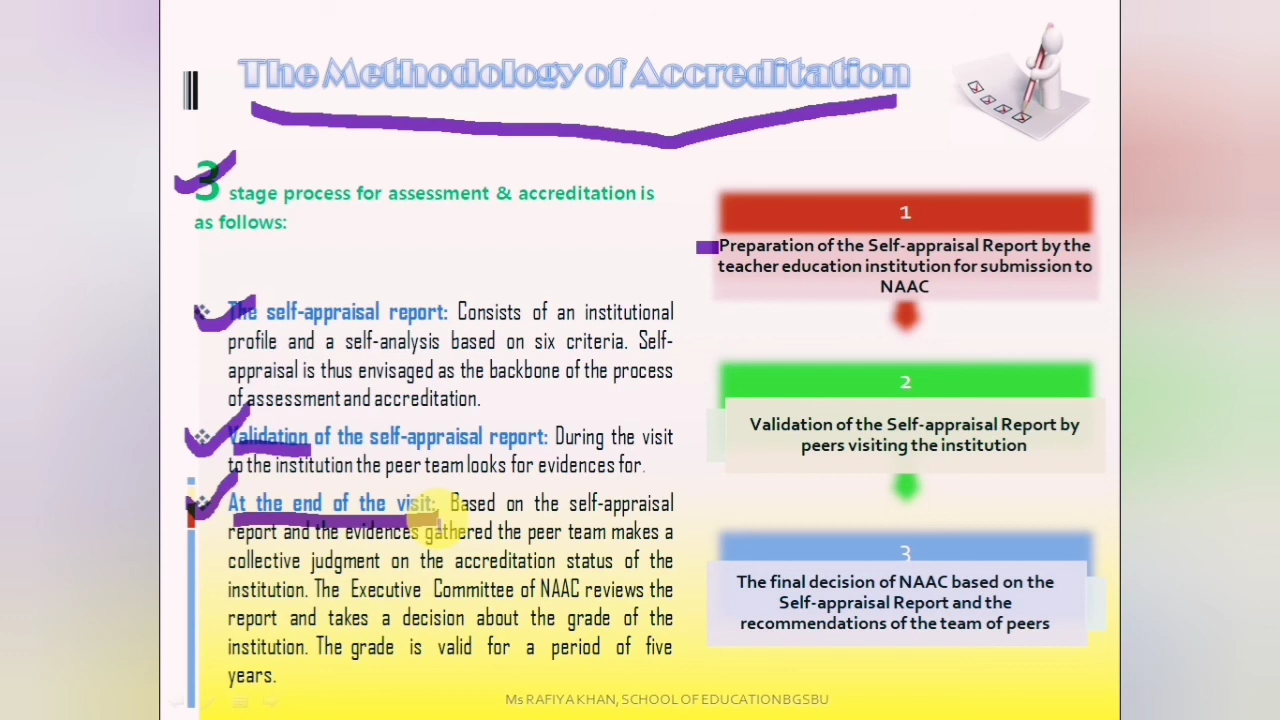 The Methodology of Accreditation
3 stage process for assessment & accreditation is
as follows:
The self-appraisal report: Consists of an institutional
profile and a self-analysis based on six criteria. Self-
appraisal is thus envisaged as the backbone of the process
of assessment and accreditation.
Validation of the self-appraisal report: During the visit
to the institution the peer team looks for evidences for.
At the end of the visit: Based on the self-appraisal
report and the evidences gathered the peer team makes a
collective judgment on the accreditation status of the
institution. The Executive Committee of NAAC reviews the
report and takes a decision about the grade of the
institution. The grade is valid for a period of five
years.
1
Preparation of the Self-appraisal Report by the
teacher education institution for submission to
NAAC
2
Validation of the Self-appraisal Report by
peers visiting the institution
3
The final decision of NAAC based on the
Self-appraisal Report and the
recommendations of the team of peers
Ms RAFIYA KHAN, SCHOOL OF EDUCATION BGSBU